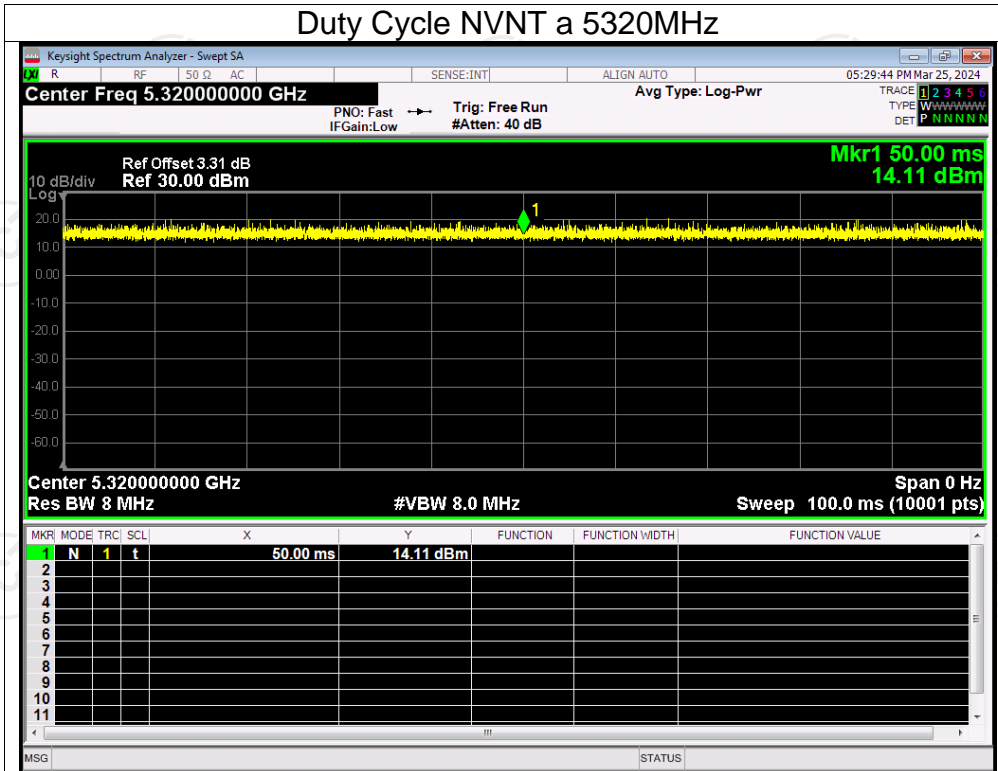 Duty Cycle NVNT a 5320MHz
Keysight Spectrum Analyzer - Swept SA
LXI R RF 50 Ω AC SENSE:INT ALIGN AUTO 05:29:44 PM Mar 25, 2024
Center Freq 5.320000000 GHz Avg Type: Log-Pwr TRACE 1 2 3 4 5 6
PNO: Fast Trig: Free Run TYPE WWWWWW
IFGain:Low #Atten: 40 dB DET P N N N N N
Mkr1 50.00 ms
14.11 dBm
Ref Offset 3.31 dB
10 dB/div Ref 30.00 dBm
Log
1
20.0
10.0
0.00
-10.0
-20.0
-30.0
-40.0
-50.0
-60.0
Center 5.320000000 GHz Span 0 Hz
Res BW 8 MHz #VBW 8.0 MHz Sweep 100.0 ms (10001 pts)
MKR MODE TRC SCL X Y FUNCTION FUNCTION WIDTH FUNCTION VALUE
1 N 1 t 50.00 ms 14.11 dBm
2
3
4
5
6
7
8
9
10
11
MSG STATUS